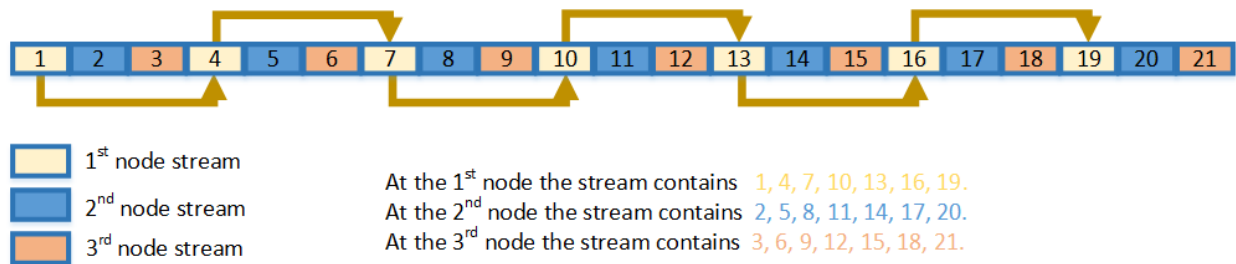 1 2 3 4 5 6 7 8 9 10 11 12 13 14 15 16 17 18 19 20 21
1st node stream
2nd node stream
3rd node stream
At the 1st node the stream contains 1, 4, 7, 10, 13, 16, 19.
At the 2nd node the stream contains 2, 5, 8, 11, 14, 17, 20.
At the 3rd node the stream contains 3, 6, 9, 12, 15, 18, 21.